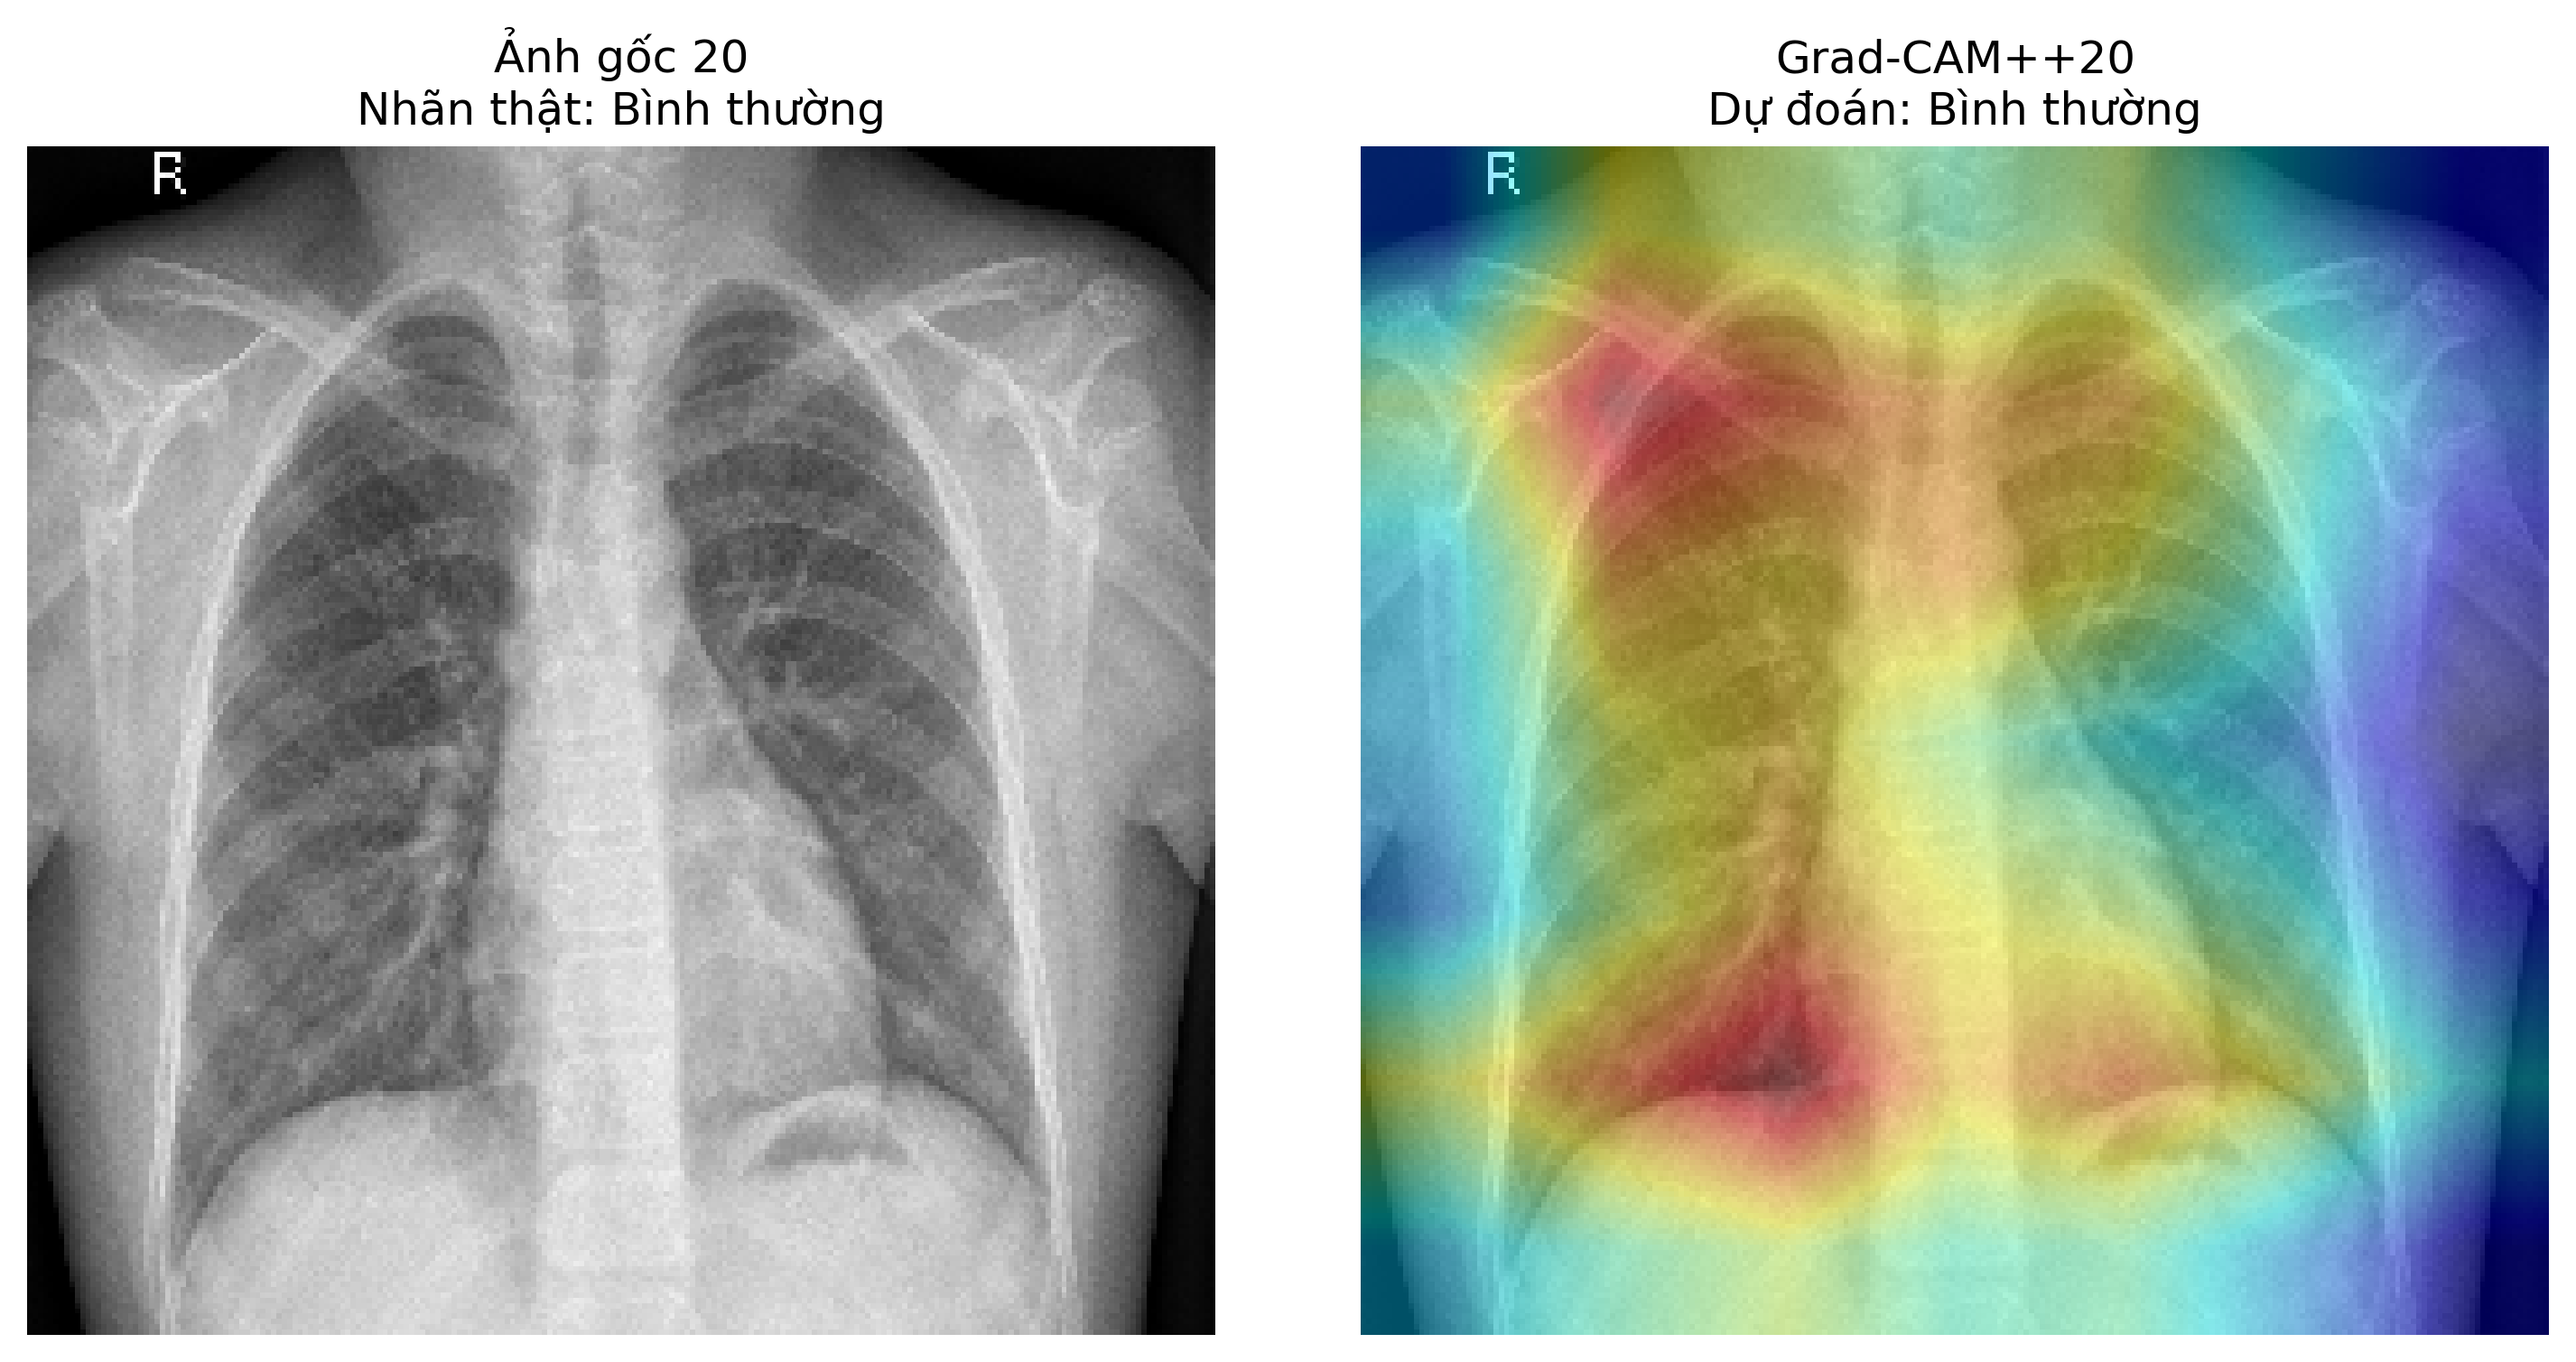 Ảnh gốc 20
Nhãn thật: Bình thường
R
Grad-CAM++20
Dự đoán: Bình thường
R